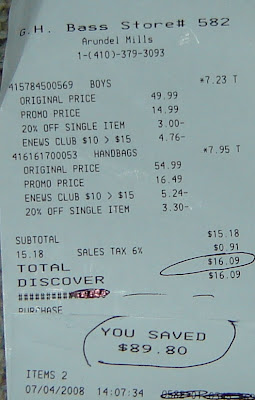 G.H. Bass Store# 582
Arundel Mills
1-(410)-379-3093
415784500569 BOYS *7.23 T
ORIGINAL PRICE 49.99
PROMO PRICE 14.99
20% OFF SINGLE ITEM 3.00-
ENEWS CLUB $10 > $15 4.76-
416161700053 HANDBAGS *7.95 T
ORIGINAL PRICE 54.99
PROMO PRICE 16.49
ENEWS CLUB $10 > $15 5.24-
20% OFF SINGLE ITEM 3.30-
SUBTOTAL $15.18
15.18 SALES TAX 6% $0.91
TOTAL $16.09
DISCOVER $16.09
PURCHASE
YOU SAVED
$89.80
ITEMS 2
07/04/2008 14:07:34